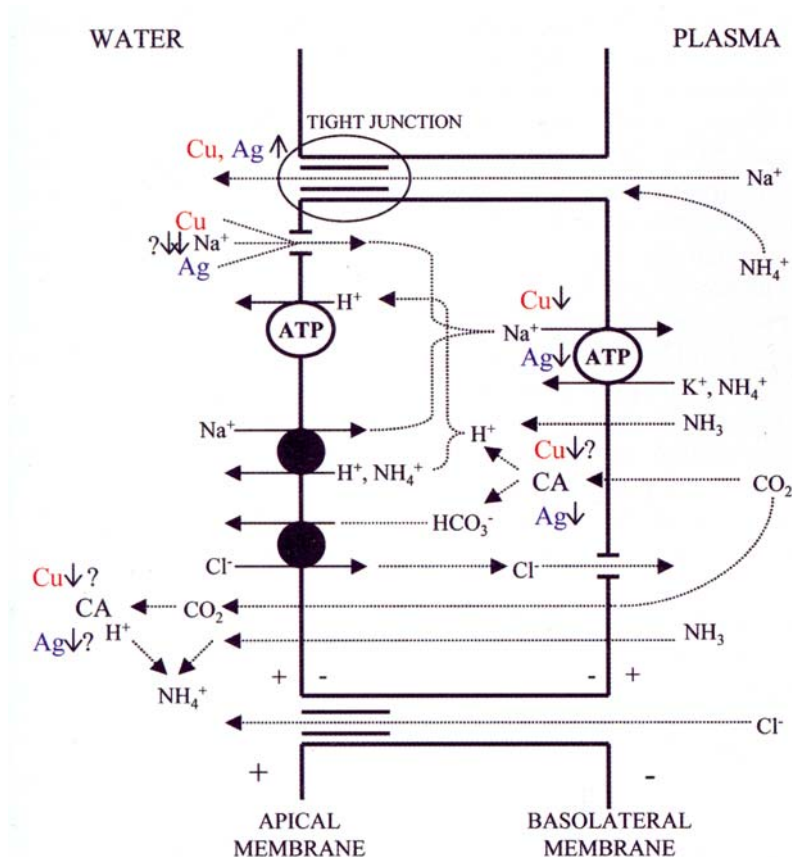 WATER
PLASMA
TIGHT JUNCTION
Cu, Ag ↑
Na⁺
NH₄⁺
Cu
?↓↓ Na⁺
Ag
H⁺
ATP
Cu↓
Na⁺
Ag↓
ATP
K⁺, NH₄⁺
Na⁺
H⁺
NH₃
Cu↓?
H⁺, NH₄⁺
CA
CO₂
Ag↓
HCO₃⁻
Cl⁻
Cl⁻
Cu↓?
CA
CO₂
H⁺
Ag↓?
NH₃
NH₄⁺
+ -
- +
Cl⁻
+
-
APICAL
MEMBRANE
BASOLATERAL
MEMBRANE